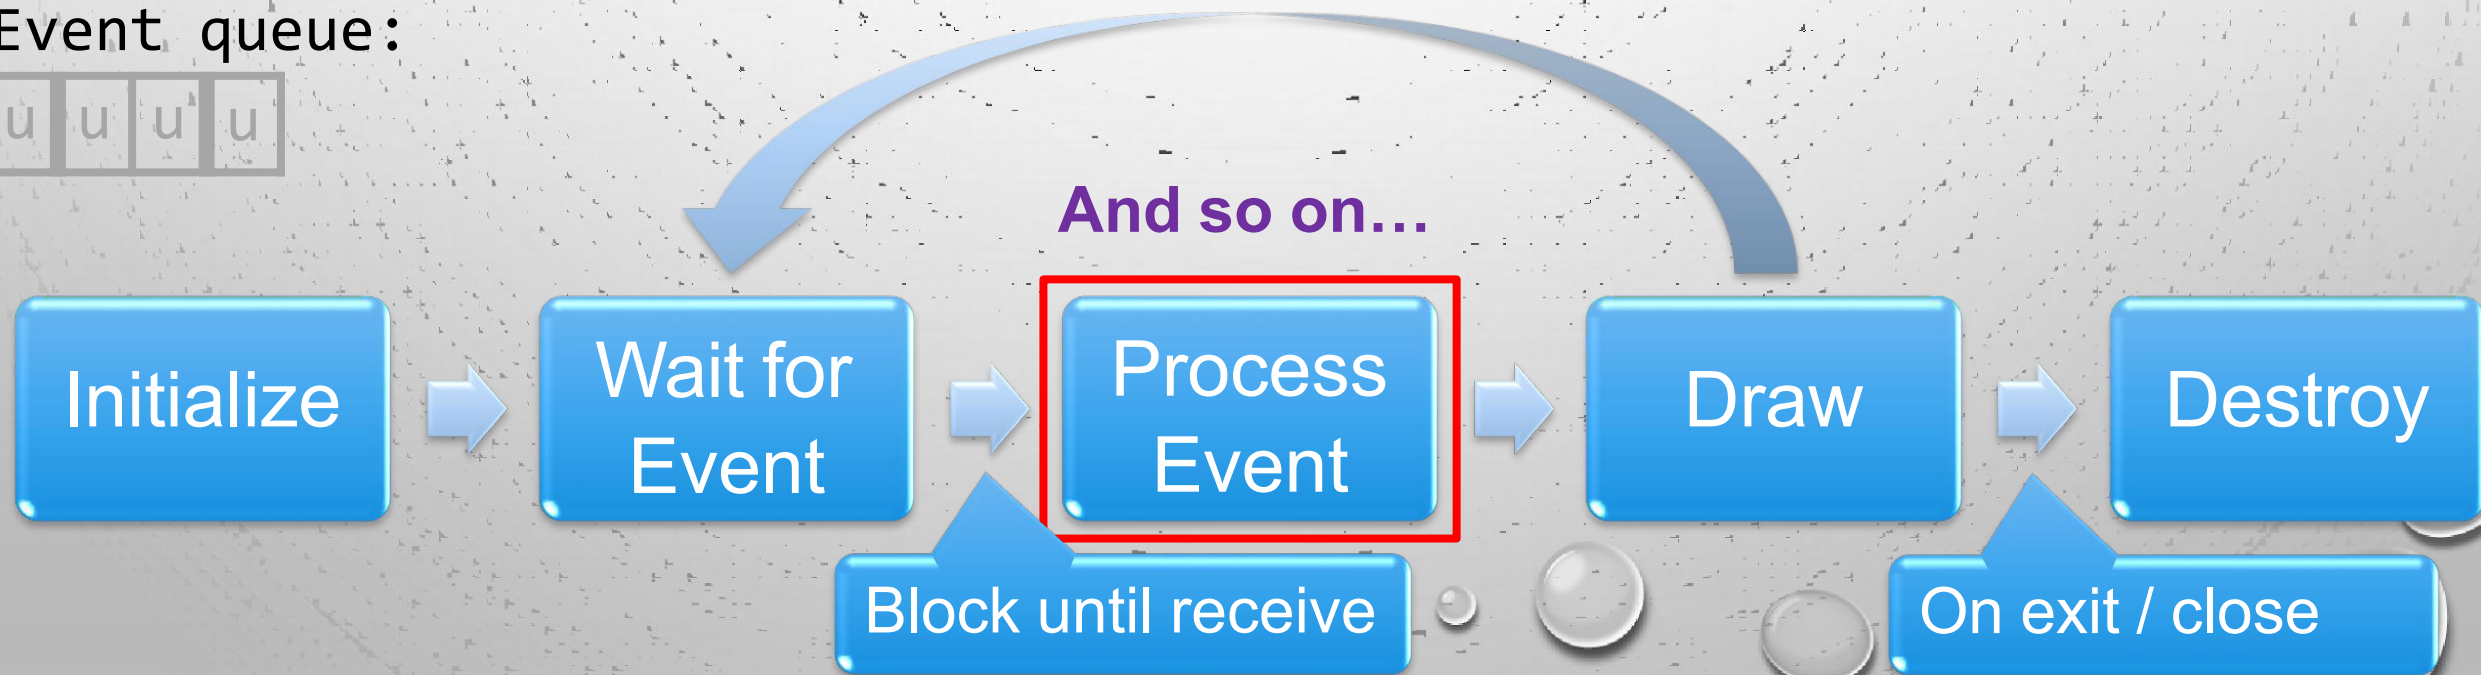 Event queue:
u u u u
And so on…
Initialize
Wait for
Event
Process
Event
Draw
Destroy
Block until receive
On exit / close